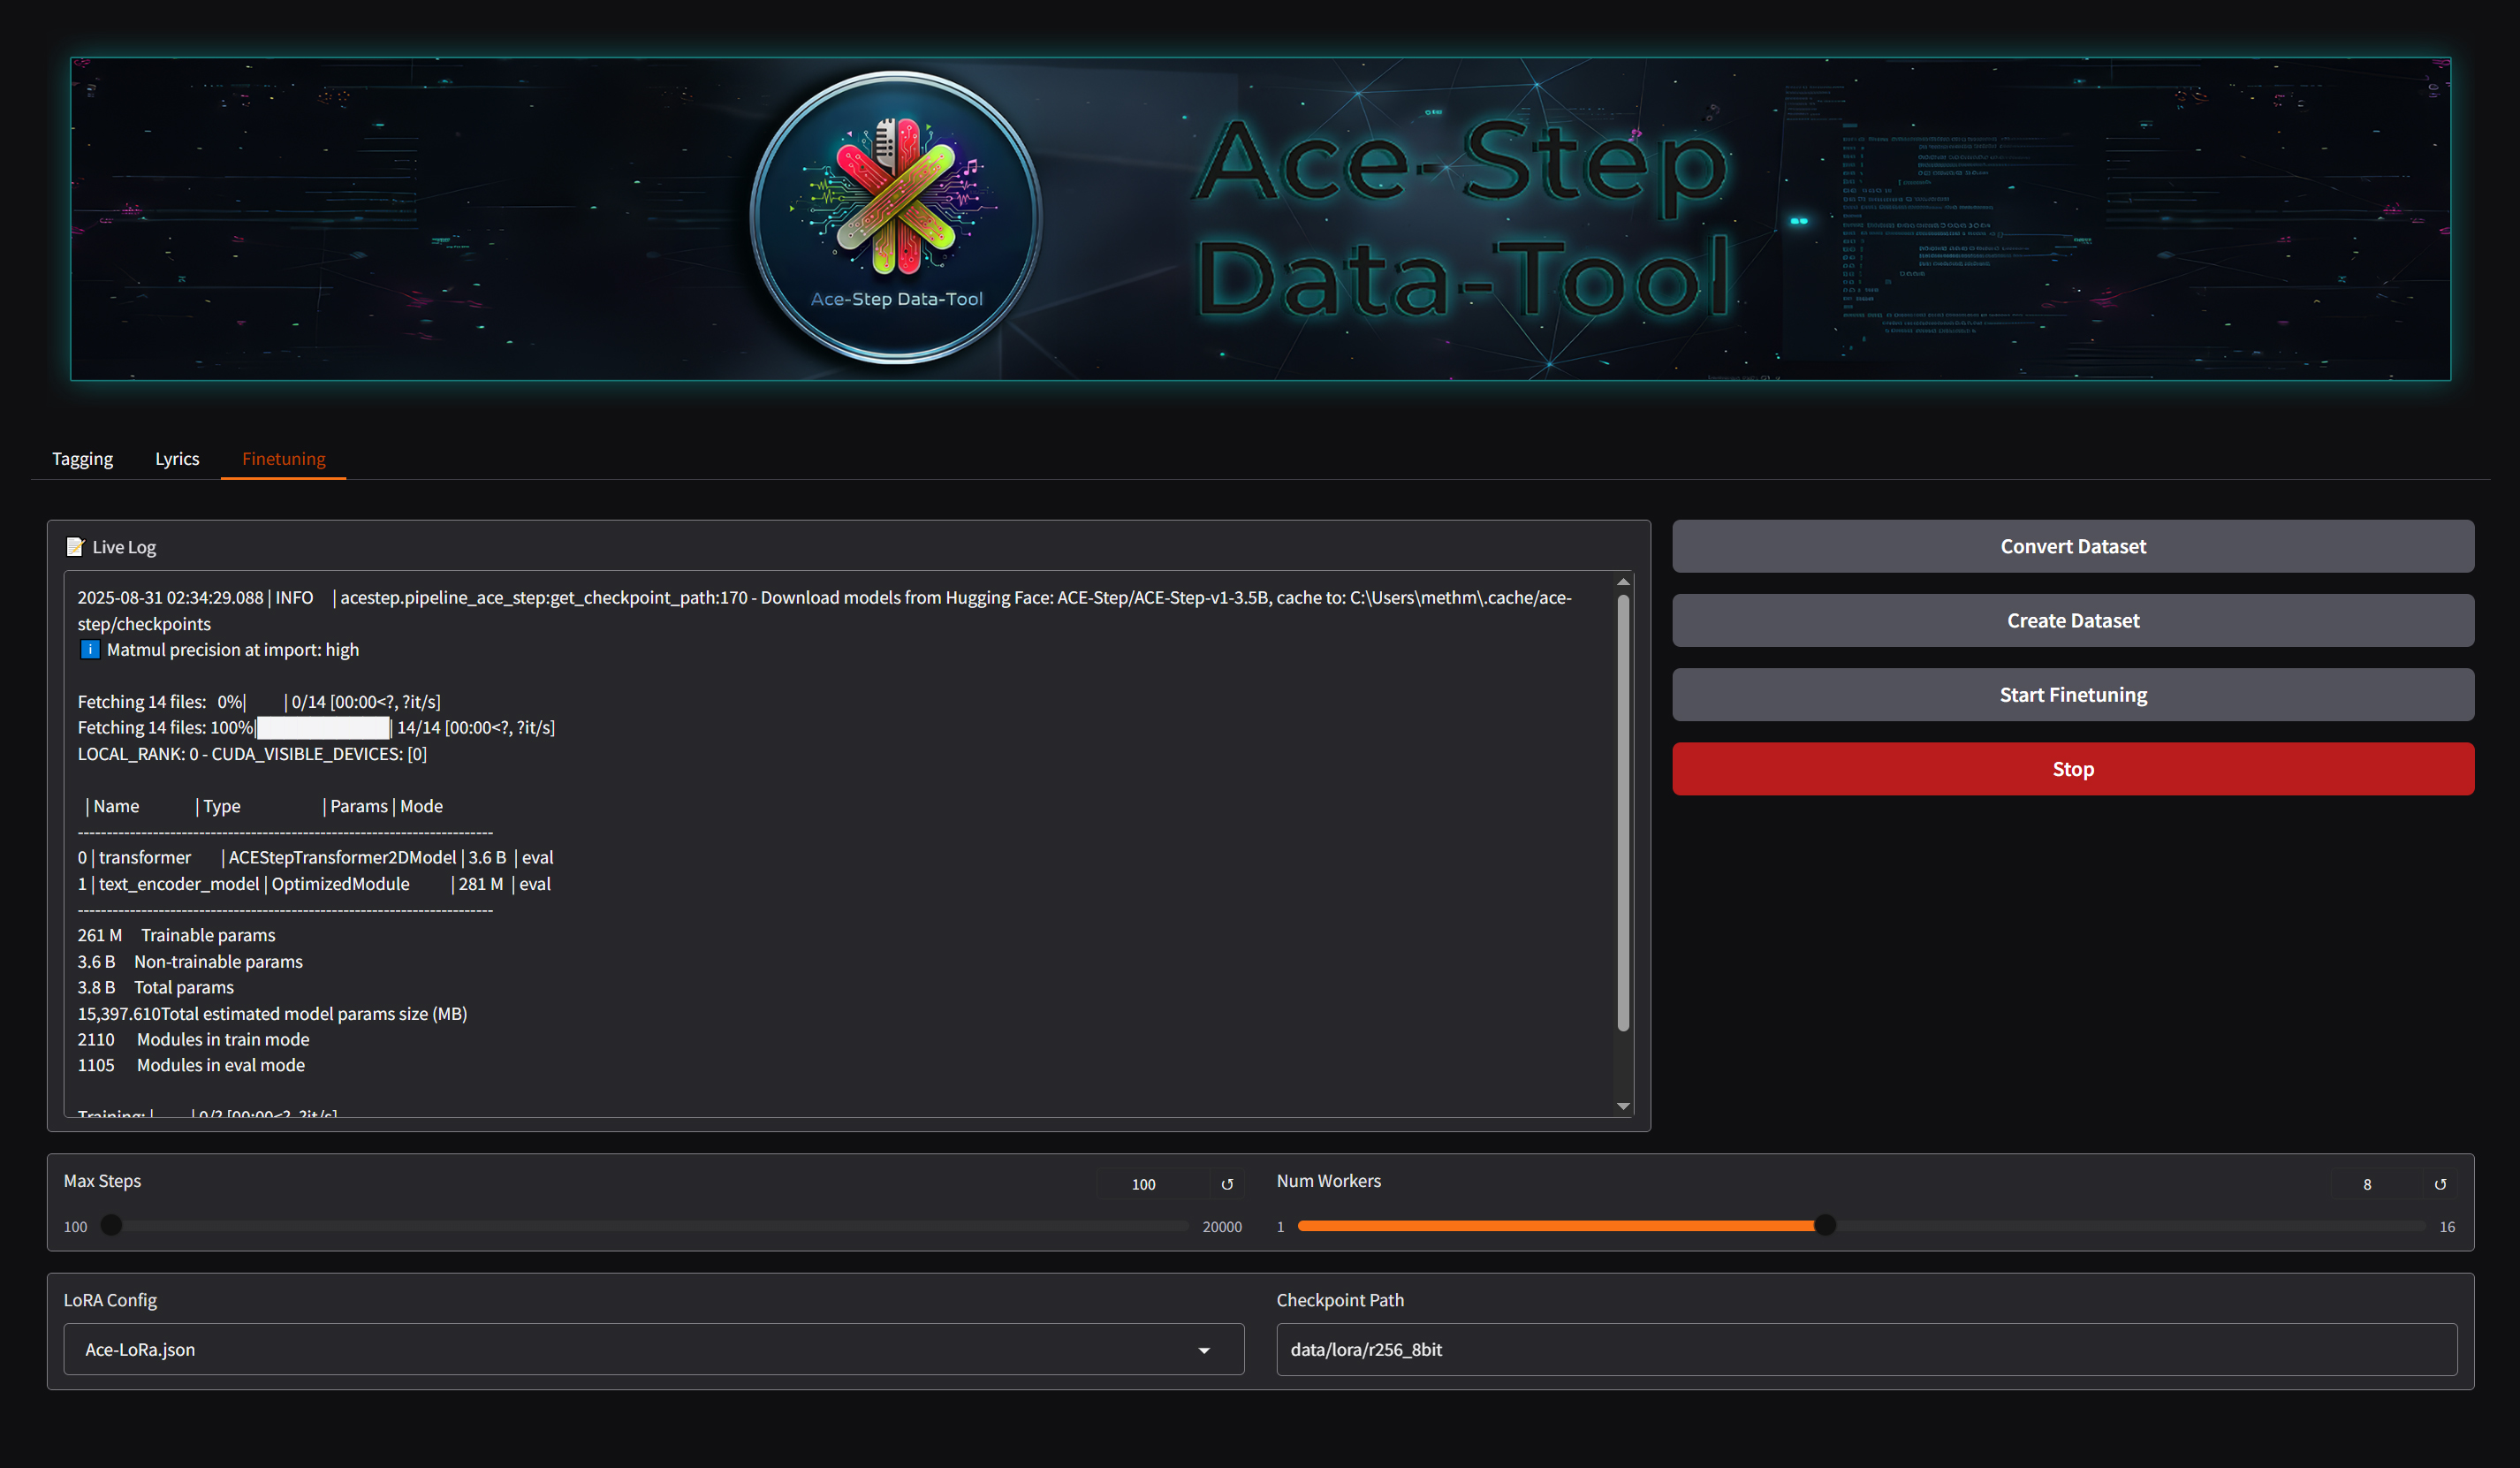 Ace-Step Data-Tool
Ace-Step
Data-Tool
Tagging
Lyrics
Finetuning
📝 Live Log
2025-08-31 02:34:29.088 | INFO | acestep.pipeline_ace_step:get_checkpoint_path:170 - Download models from Hugging Face: ACE-Step/ACE-Step-v1-3.5B, cache to: C:\Users\methm\.cache/ace-
step/checkpoints
ℹ️ Matmul precision at import: high
Fetching 14 files: 0%| | 0/14 [00:00<?, ?it/s]
Fetching 14 files: 100%|██████████| 14/14 [00:00<?, ?it/s]
LOCAL_RANK: 0 - CUDA_VISIBLE_DEVICES: [0]
| Name | Type | Params | Mode
-----------------------------------------------------------------------
0 | transformer | ACEStepTransformer2DModel | 3.6 B | eval
1 | text_encoder_model | OptimizedModule | 281 M | eval
-----------------------------------------------------------------------
261 M Trainable params
3.6 B Non-trainable params
3.8 B Total params
15,397.610Total estimated model params size (MB)
2110 Modules in train mode
1105 Modules in eval mode
Training: | | 0/? [00:00<?, ?it/s]
Convert Dataset
Create Dataset
Start Finetuning
Stop
Max Steps
100
↺
100
20000
Num Workers
8
↺
1
16
LoRA Config
Ace-LoRa.json
Checkpoint Path
data/lora/r256_8bit